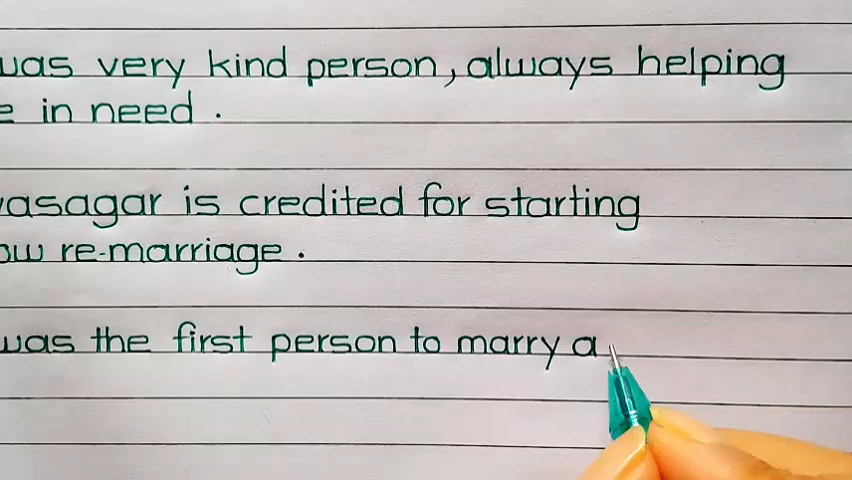 was very kind person, always helping
in need .
is credited for starting
re-marriage .
was the first person to marry a